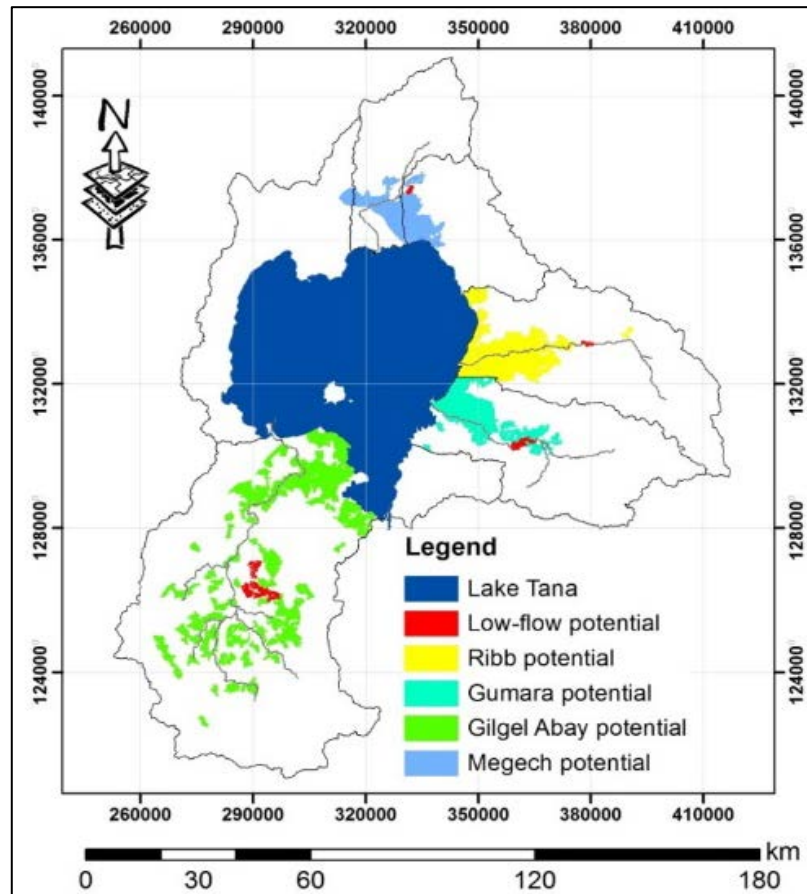 260000 290000 320000 350000 380000 410000
140000 140000
N
136000 136000
132000 132000
128000 128000
Legend
Lake Tana
Low-flow potential
Ribb potential
124000 124000
Gumara potential
Gilgel Abay potential
Megech potential
260000 290000 320000 350000 380000 410000
km
0 30 60 120 180